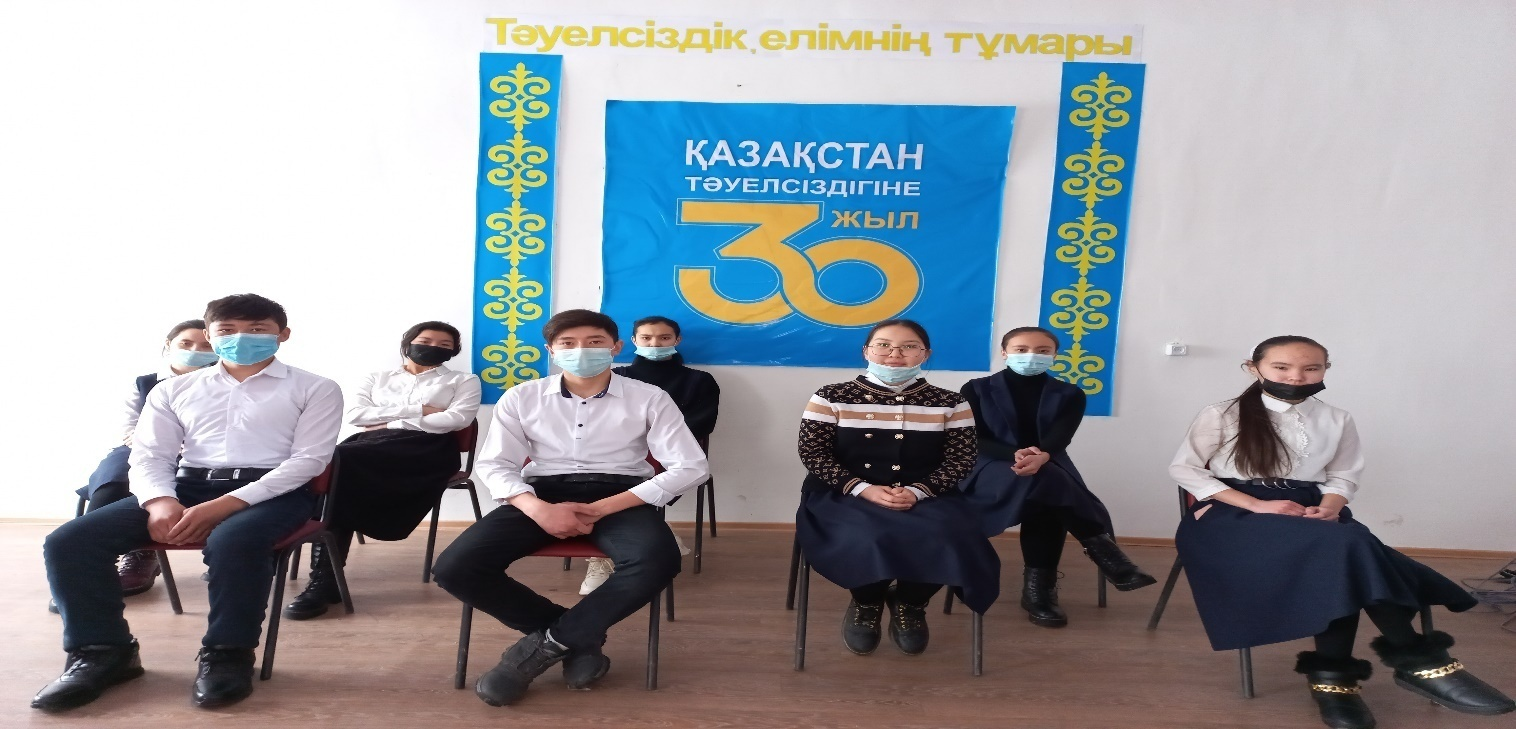 Тәуелсіздік, елімнің тұмары
ҚАЗАҚСТАН
ТӘУЕЛСІЗДІГІНЕ
30 ЖЫЛ